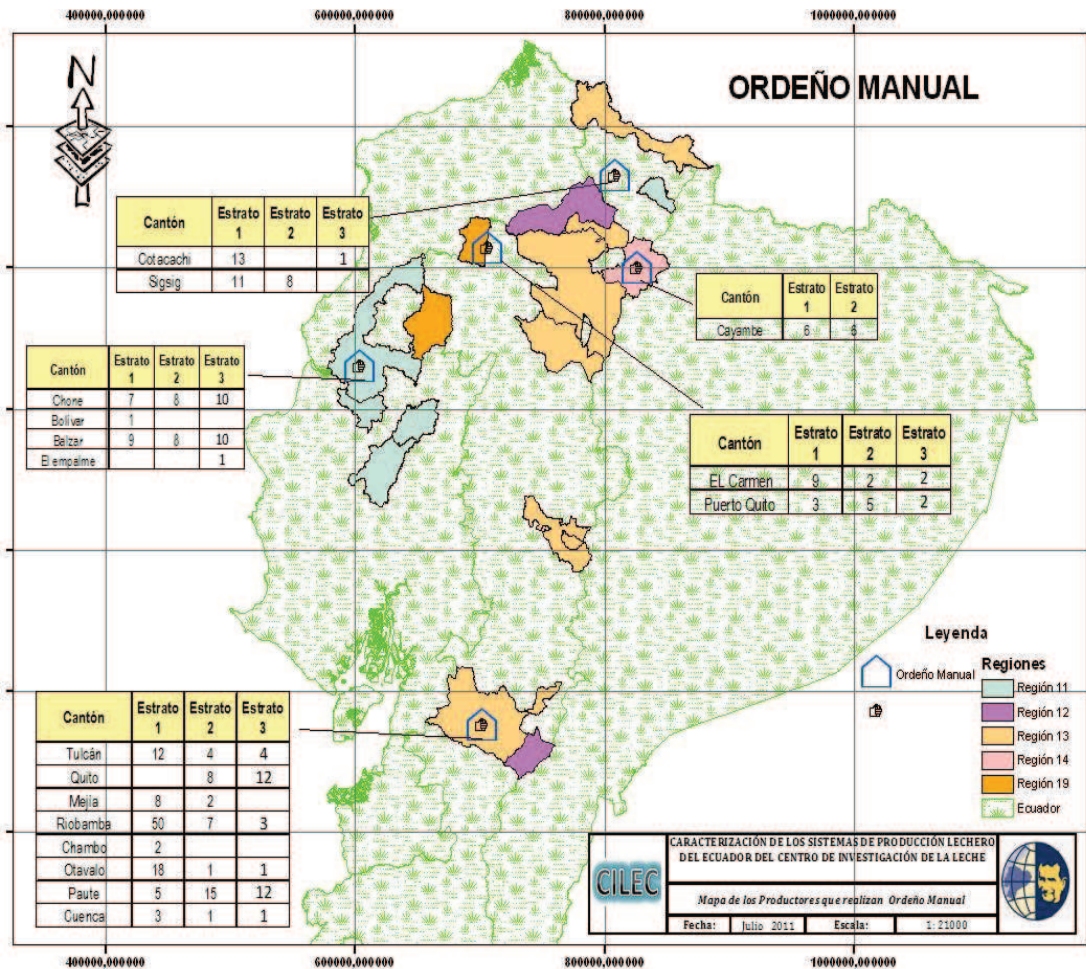 400000,000000 600000,000000 800000,000000 1000000,000000
ORDEÑO MANUAL
N
Cantón Estrato 1 Estrato 2 Estrato 3
Cotacachi 13 1
Sigsig 11 8
Cantón Estrato 1 Estrato 2
Cayambe 6 6
Cantón Estrato 1 Estrato 2 Estrato 3
Chone 7 8 10
Bolívar 1
Balzar 9 8 10
El empalme 1
Cantón Estrato 1 Estrato 2 Estrato 3
EL Carmen 9 2 2
Puerto Quito 3 5 2
Cantón Estrato 1 Estrato 2 Estrato 3
Tulcán 12 4 4
Quito 8 12
Mejía 8 2
Riobamba 50 7 3
Chambo 2
Otavalo 18 1 1
Paute 5 15 12
Cuenca 3 1 1
Leyenda
Ordeño Manual
Regiones
Región 11
Región 12
Región 13
Región 14
Región 19
Ecuador
CILEC
CARACTERIZACIÓN DE LOS SISTEMAS DE PRODUCCIÓN LECHERO
DEL ECUADOR DEL CENTRO DE INVESTIGACIÓN DE LA LECHE
Mapa de los Productores que realizan Ordeño Manual
Fecha: Julio 2011 Escala: 1: 21000
400000,000000 600000,000000 800000,000000 1000000,000000